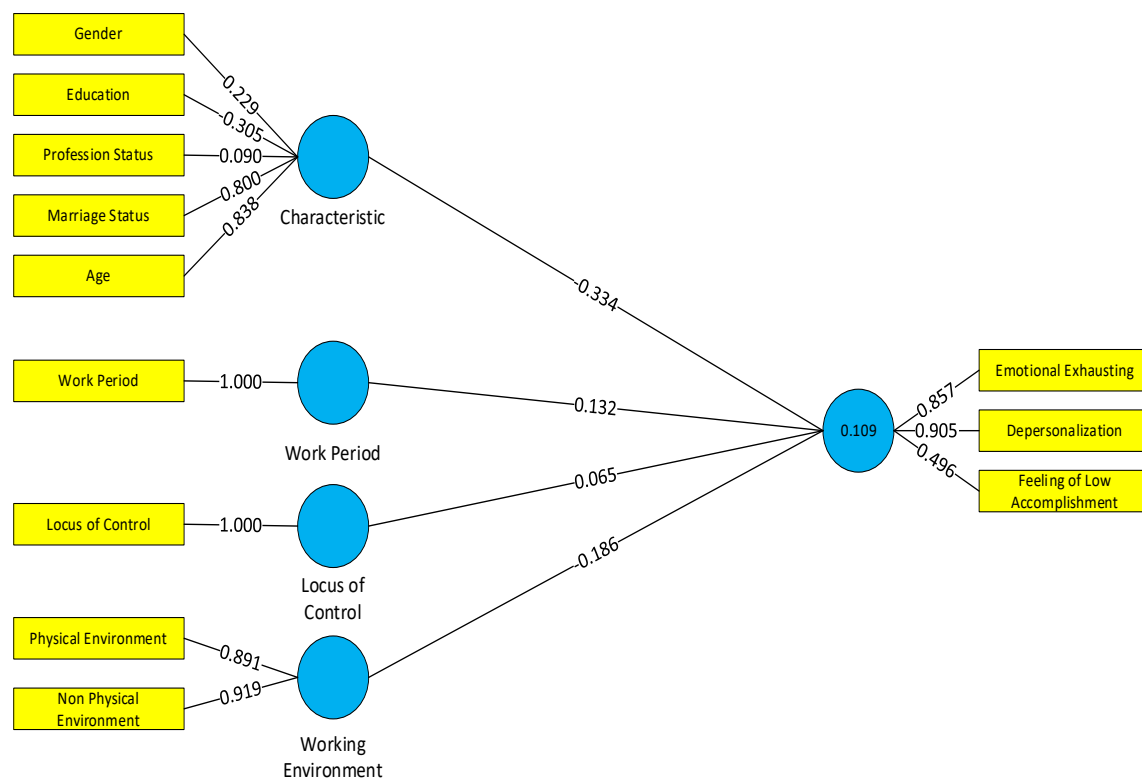 Gender
0.229
Education
-0.305
Profession Status
0.090
Marriage Status
0.800
Age
0.838
Characteristic
-0.334
Work Period
1.000
Work Period
0.132
Locus of Control
1.000
Locus of
Control
0.065
Physical Environment
0.891
Non Physical
Environment
0.919
Working
Environment
-0.186
0.109
Emotional Exhausting
0.857
Depersonalization
0.905
Feeling of Low
Accomplishment
0.496